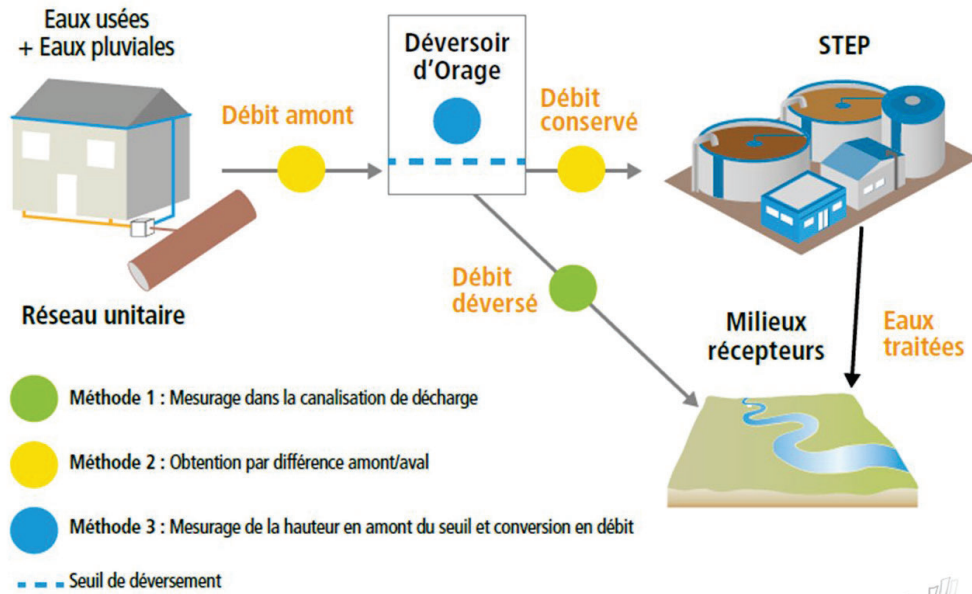 Eaux usées
+ Eaux pluviales
Déversoir
d'Orage
STEP
Débit amont
Débit
conservé
Débit
déversé
Réseau unitaire
Milieux
récepteurs
Eaux
traitées
Méthode 1 : Mesurage dans la canalisation de décharge
Méthode 2 : Obtention par différence amont/aval
Méthode 3 : Mesurage de la hauteur en amont du seuil et conversion en débit
Seuil de déversement